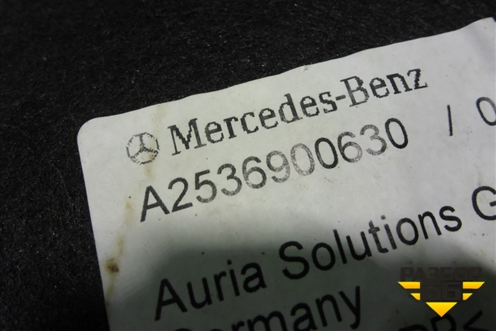 Mercedes-Benz
A2536900630 / 0
Auria Solutions G
Germany